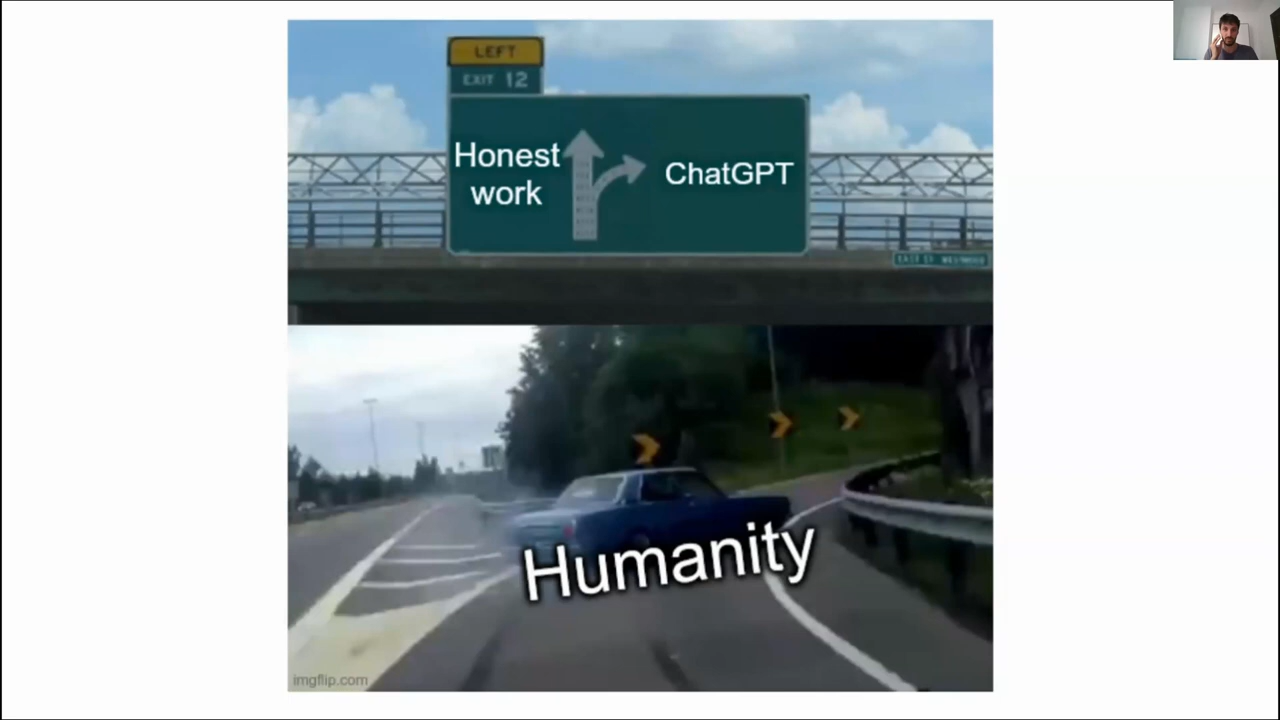 LEFT
EXIT 12
Honest
work
ChatGPT
Humanity
imgflip.com